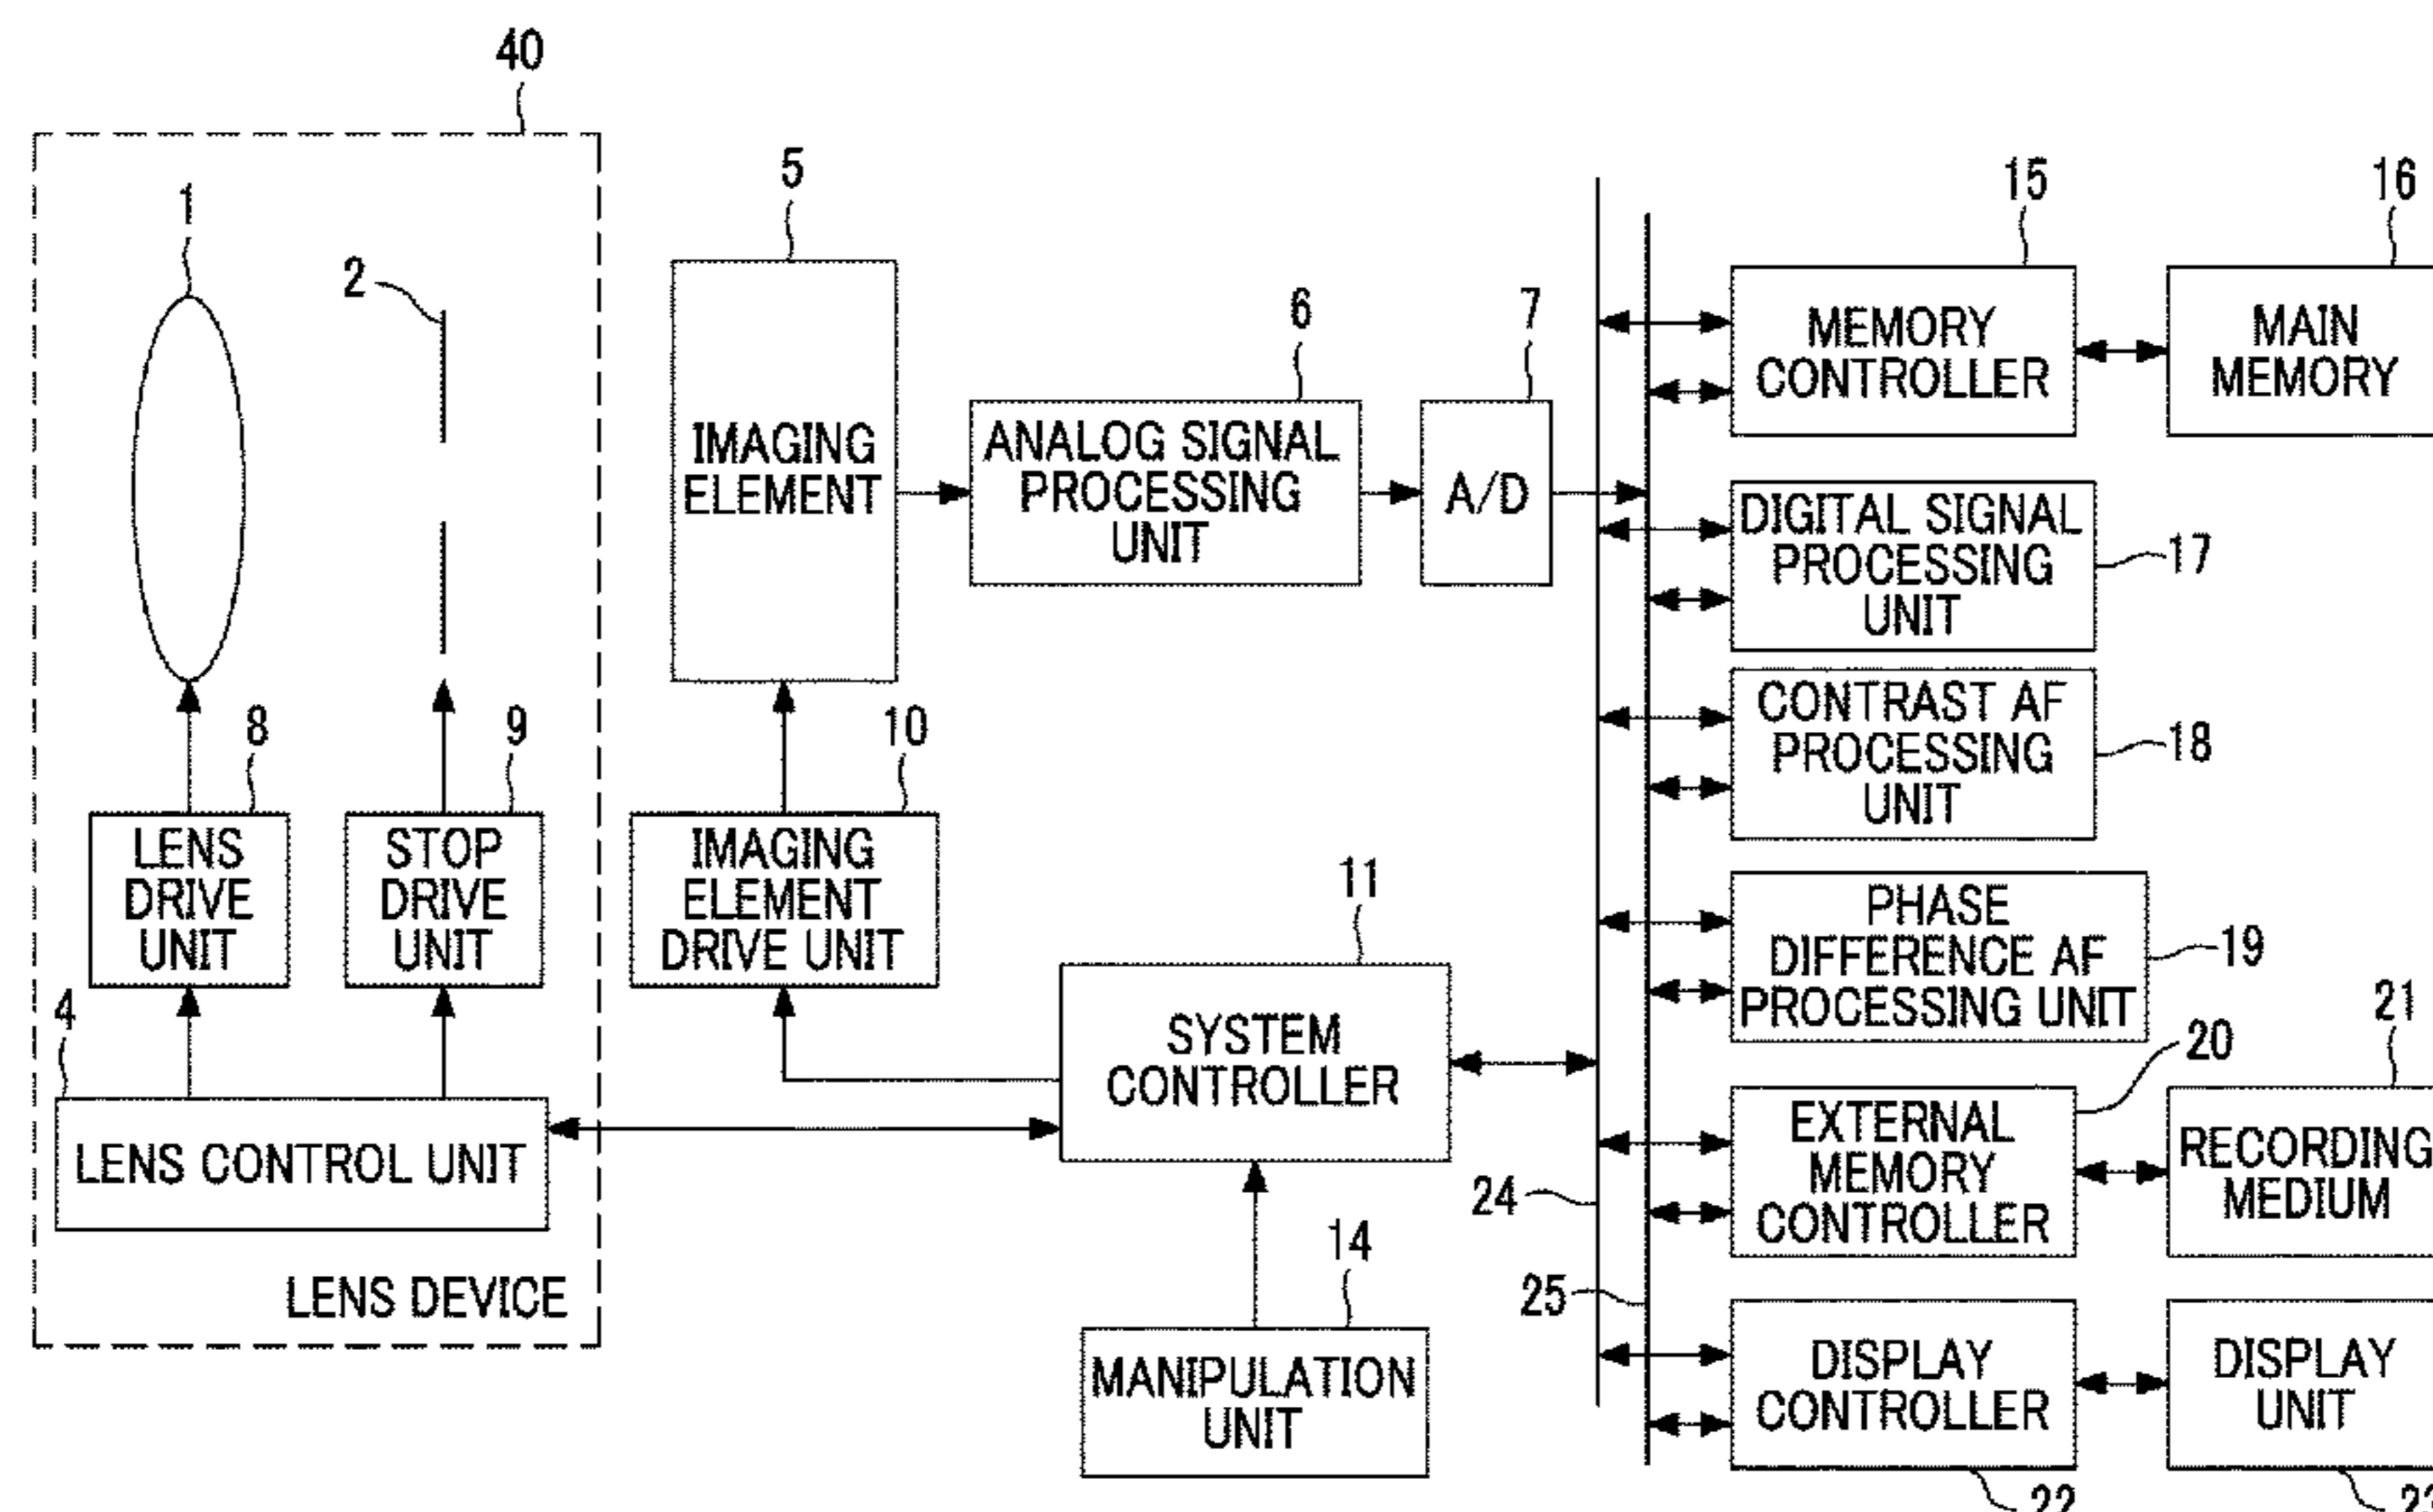 40
1
2
5
6
7
15
16
IMAGING
ELEMENT
ANALOG SIGNAL
PROCESSING
UNIT
A/D
MEMORY
CONTROLLER
MAIN
MEMORY
DIGITAL SIGNAL
PROCESSING
UNIT
17
CONTRAST AF
PROCESSING
UNIT
18
8
9
10
LENS
DRIVE
UNIT
STOP
DRIVE
UNIT
IMAGING
ELEMENT
DRIVE UNIT
11
PHASE
DIFFERENCE AF
PROCESSING UNIT
19
4
LENS CONTROL UNIT
SYSTEM
CONTROLLER
20
21
EXTERNAL
MEMORY
CONTROLLER
RECORDING
MEDIUM
24
14
25
LENS DEVICE
MANIPULATION
UNIT
DISPLAY
CONTROLLER
DISPLAY
UNIT
22